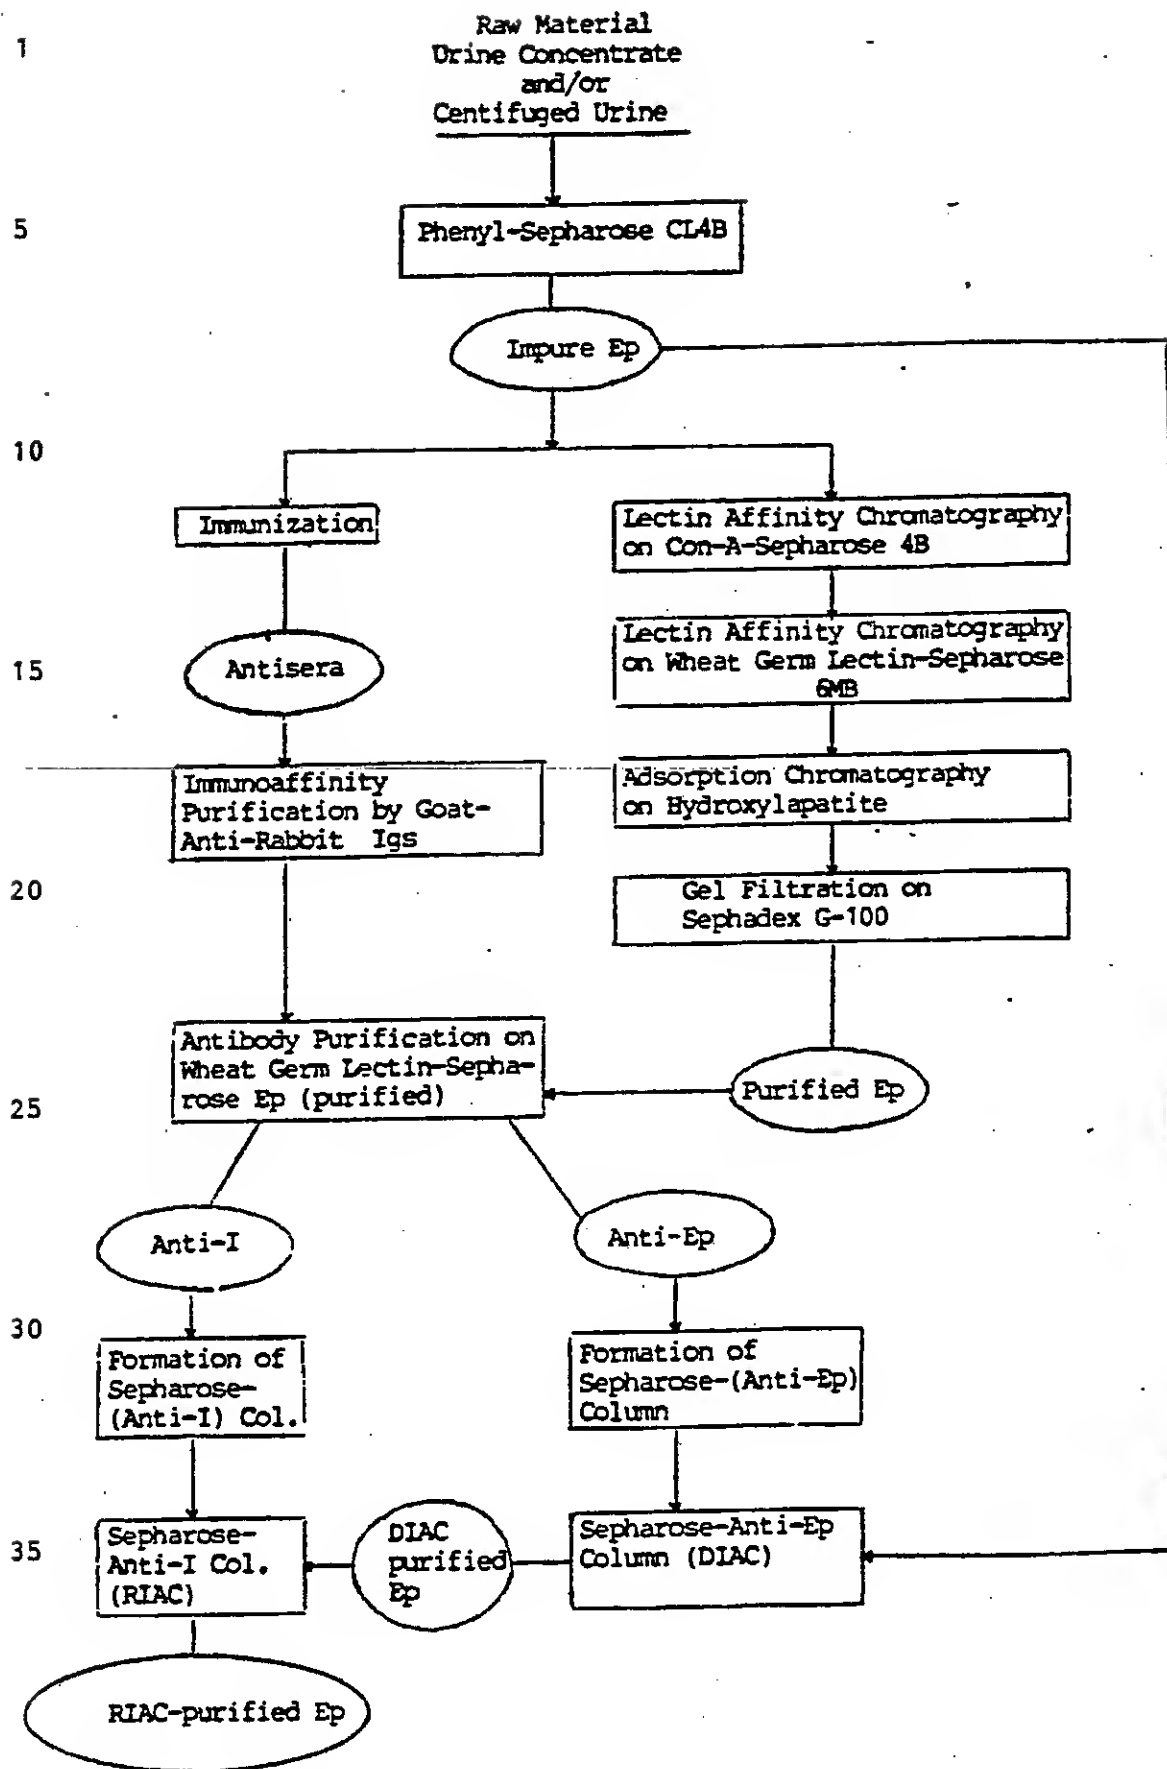 1
Raw Material
Urine Concentrate
and/or
Centifuged Urine
5
Phenyl-Sepharose CL4B
Impure Ep
10
Immunization
Lectin Affinity Chromatography
on Con-A-Sepharose 4B
Lectin Affinity Chromatography
on Wheat Germ Lectin-Sepharose
6MB
15
Antisera
Immunoaffinity
Purification by Goat-
Anti-Rabbit Igs
Adsorption Chromatography
on Hydroxylapatite
20
Gel Filtration on
Sephadex G-100
Antibody Purification on
Wheat Germ Lectin-Sepha-
rose Ep (purified)
Purified Ep
25
Anti-I
Anti-Ep
30
Formation of
Sepharose-
(Anti-I) Col.
Formation of
Sepharose-(Anti-Ep)
Column
35
Sepharose-
Anti-I Col.
(RIAC)
DIAC
purified
Ep
Sepharose-Anti-Ep
Column (DIAC)
RIAC-purified Ep